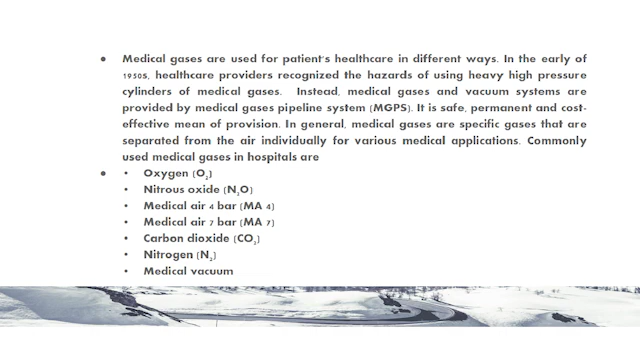 • Medical gases are used for patient's healthcare in different ways. In the early of
1950s, healthcare providers recognized the hazards of using heavy high pressure
cylinders of medical gases. Instead, medical gases and vacuum systems are
provided by medical gases pipeline system (MGPS). It is safe, permanent and cost-
effective mean of provision. In general, medical gases are specific gases that are
separated from the air individually for various medical applications. Commonly
used medical gases in hospitals are
• • Oxygen (O₂)
• Nitrous oxide (N₂O)
• Medical air 4 bar (MA 4)
• Medical air 7 bar (MA 7)
• Carbon dioxide (CO₂)
• Nitrogen (N₂)
• Medical vacuum